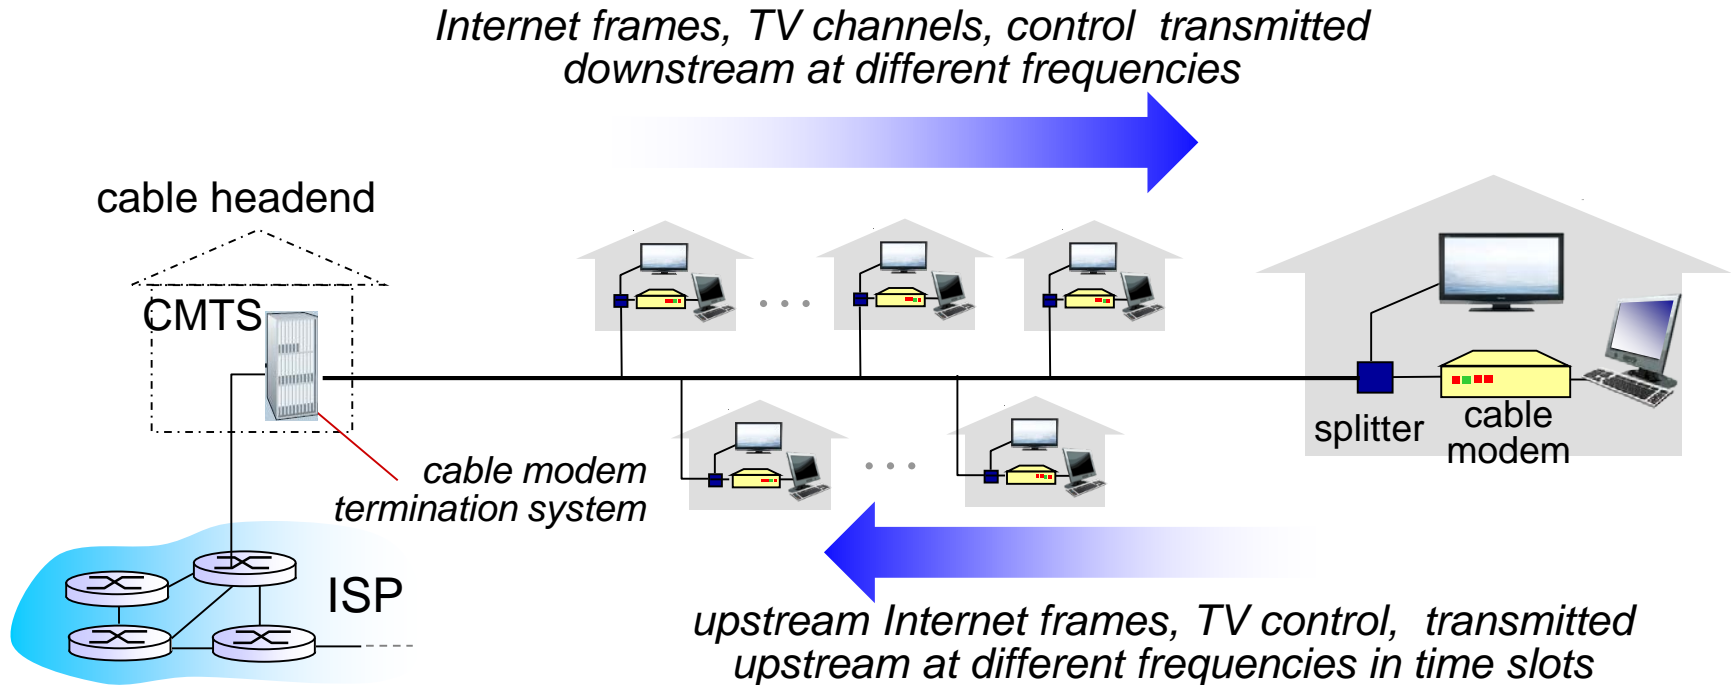 Internet frames, TV channels, control  transmitted
downstream at different frequencies
cable headend
CMTS
splitter
cable
modem
cable modem
termination system
ISP
upstream Internet frames, TV control,  transmitted
upstream at different frequencies in time slots